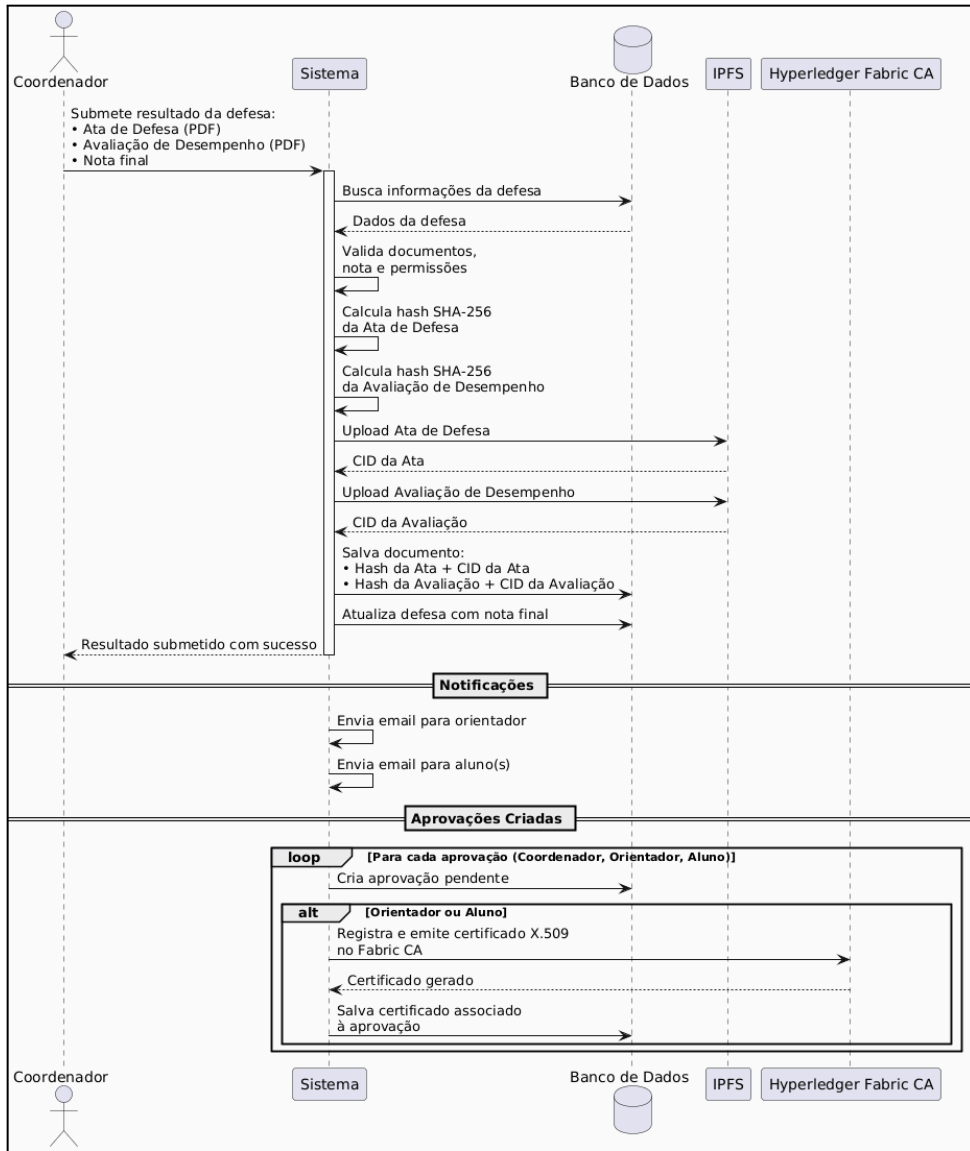 Coordenador
Sistema
Banco de Dados
IPFS
Hyperledger Fabric CA
Submete resultado da defesa:
• Ata de Defesa (PDF)
• Avaliação de Desempenho (PDF)
• Nota final
Busca informações da defesa
Dados da defesa
Valida documentos,
nota e permissões
Calcula hash SHA-256
da Ata de Defesa
Calcula hash SHA-256
da Avaliação de Desempenho
Upload Ata de Defesa
CID da Ata
Upload Avaliação de Desempenho
CID da Avaliação
Salva documento:
• Hash da Ata + CID da Ata
• Hash da Avaliação + CID da Avaliação
Atualiza defesa com nota final
Resultado submetido com sucesso
Notificações
Envia email para orientador
Envia email para aluno(s)
Aprovações Criadas
loop [Para cada aprovação (Coordenador, Orientador, Aluno)]
Cria aprovação pendente
alt [Orientador ou Aluno]
Registra e emite certificado X.509
no Fabric CA
Certificado gerado
Salva certificado associado
à aprovação
Coordenador
Sistema
Banco de Dados
IPFS
Hyperledger Fabric CA